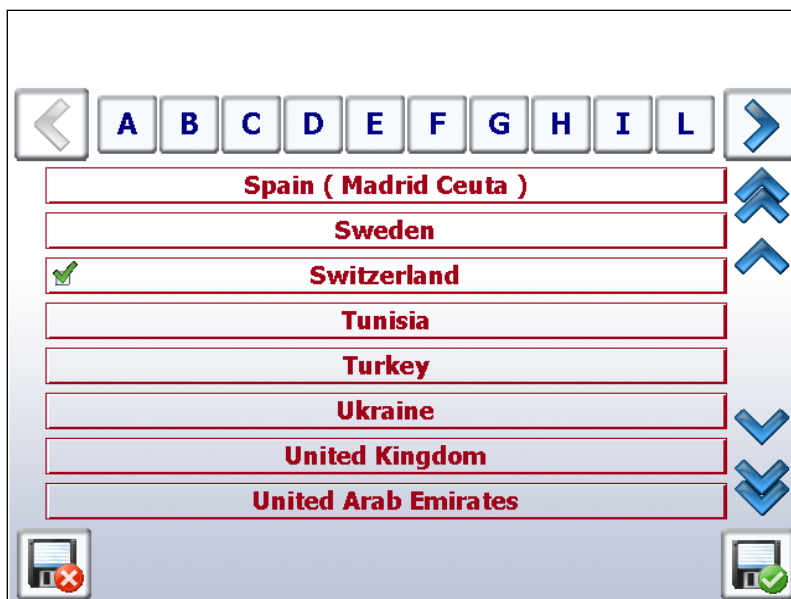 A B C D E F G H I L
Spain ( Madrid Ceuta )
Sweden
Switzerland
Tunisia
Turkey
Ukraine
United Kingdom
United Arab Emirates